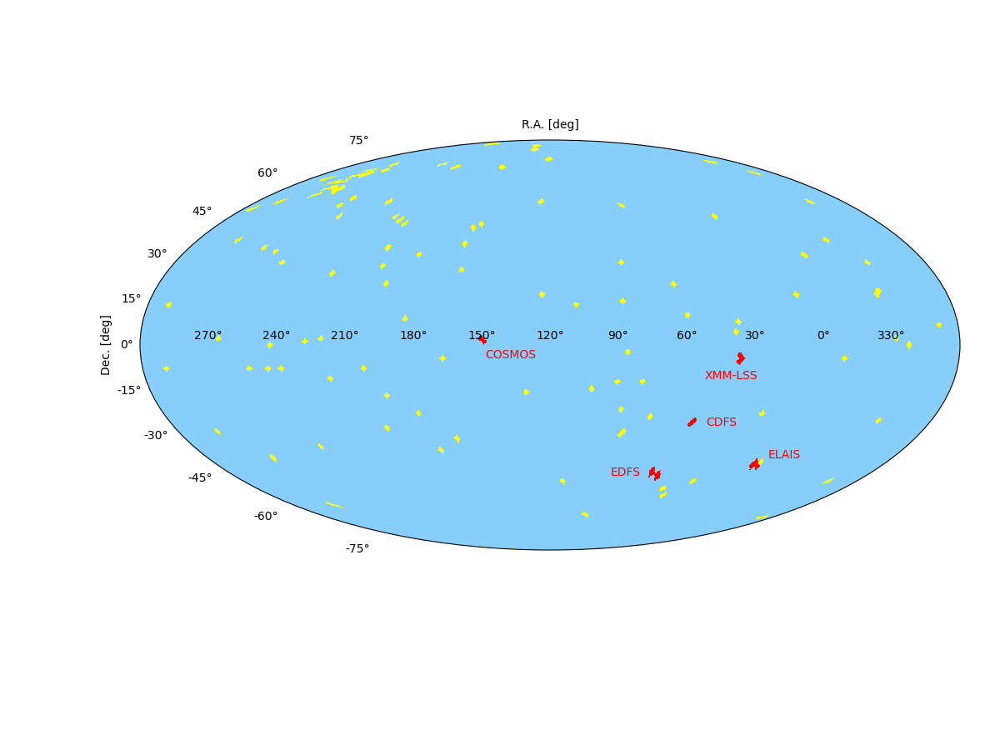 R.A. [deg]
75°
60°
45°
30°
15°
270° 240° 210° 180° 150° 120° 90° 60° 30° 0° 330°
Dec. [deg]
0°
COSMOS
XMM-LSS
-15°
CDFS
-30°
ELAIS
EDFS
-45°
-60°
-75°